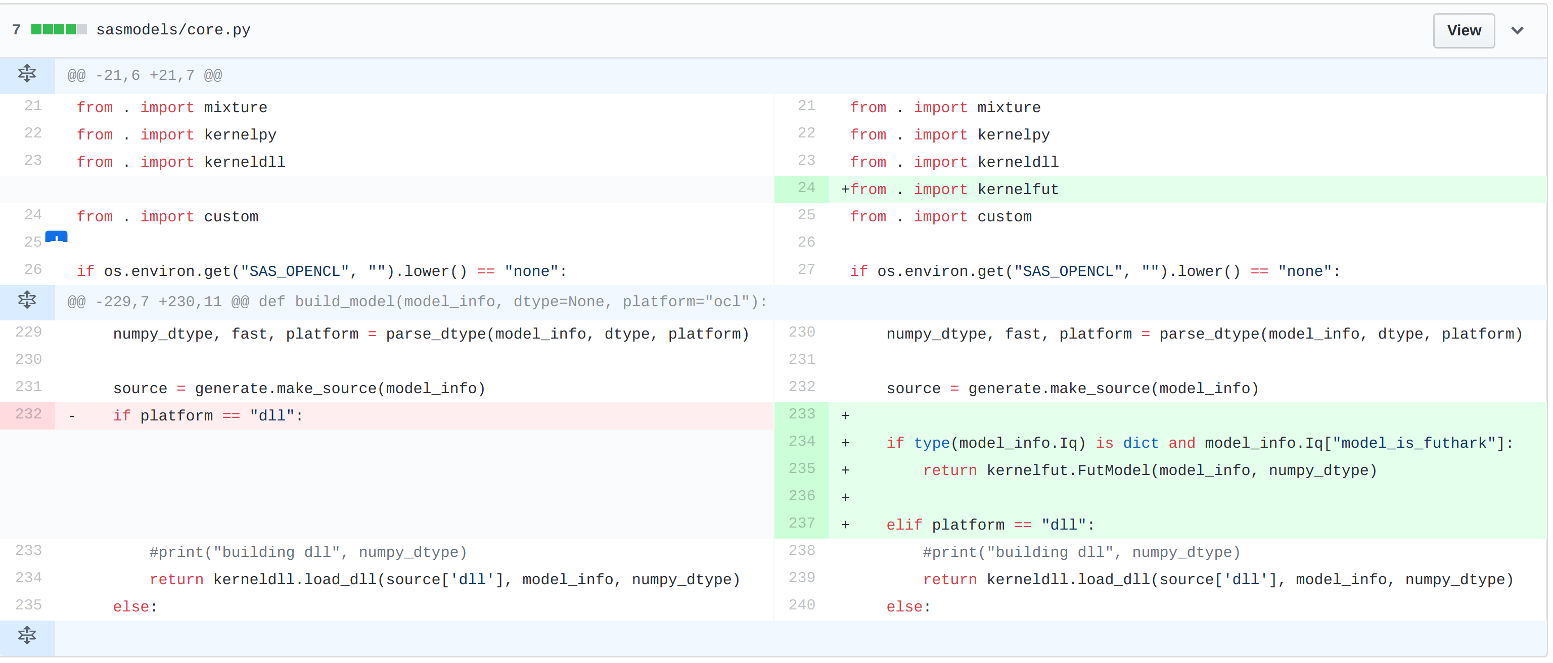 7 sasmodels/core.py View
@@ -21,6 +21,7 @@
21 from . import mixture 21 from . import mixture
22 from . import kernelpy 22 from . import kernelpy
23 from . import kerneldll 23 from . import kerneldll
24 +from . import kernelfut
24 from . import custom 25 from . import custom
25 26
26 if os.environ.get("SAS_OPENCL", "").lower() == "none": 27 if os.environ.get("SAS_OPENCL", "").lower() == "none":
@@ -229,7 +230,11 @@ def build_model(model_info, dtype=None, platform="ocl"):
229 numpy_dtype, fast, platform = parse_dtype(model_info, dtype, platform) 230 numpy_dtype, fast, platform = parse_dtype(model_info, dtype, platform)
230 231
231 source = generate.make_source(model_info) 232 source = generate.make_source(model_info)
232 - if platform == "dll": 233 +
234 + if type(model_info.Iq) is dict and model_info.Iq["model_is_futhark"]:
235 + return kernelfut.FutModel(model_info, numpy_dtype)
236 +
237 + elif platform == "dll":
233 #print("building dll", numpy_dtype) 238 #print("building dll", numpy_dtype)
234 return kerneldll.load_dll(source['dll'], model_info, numpy_dtype) 239 return kerneldll.load_dll(source['dll'], model_info, numpy_dtype)
235 else: 240 else: